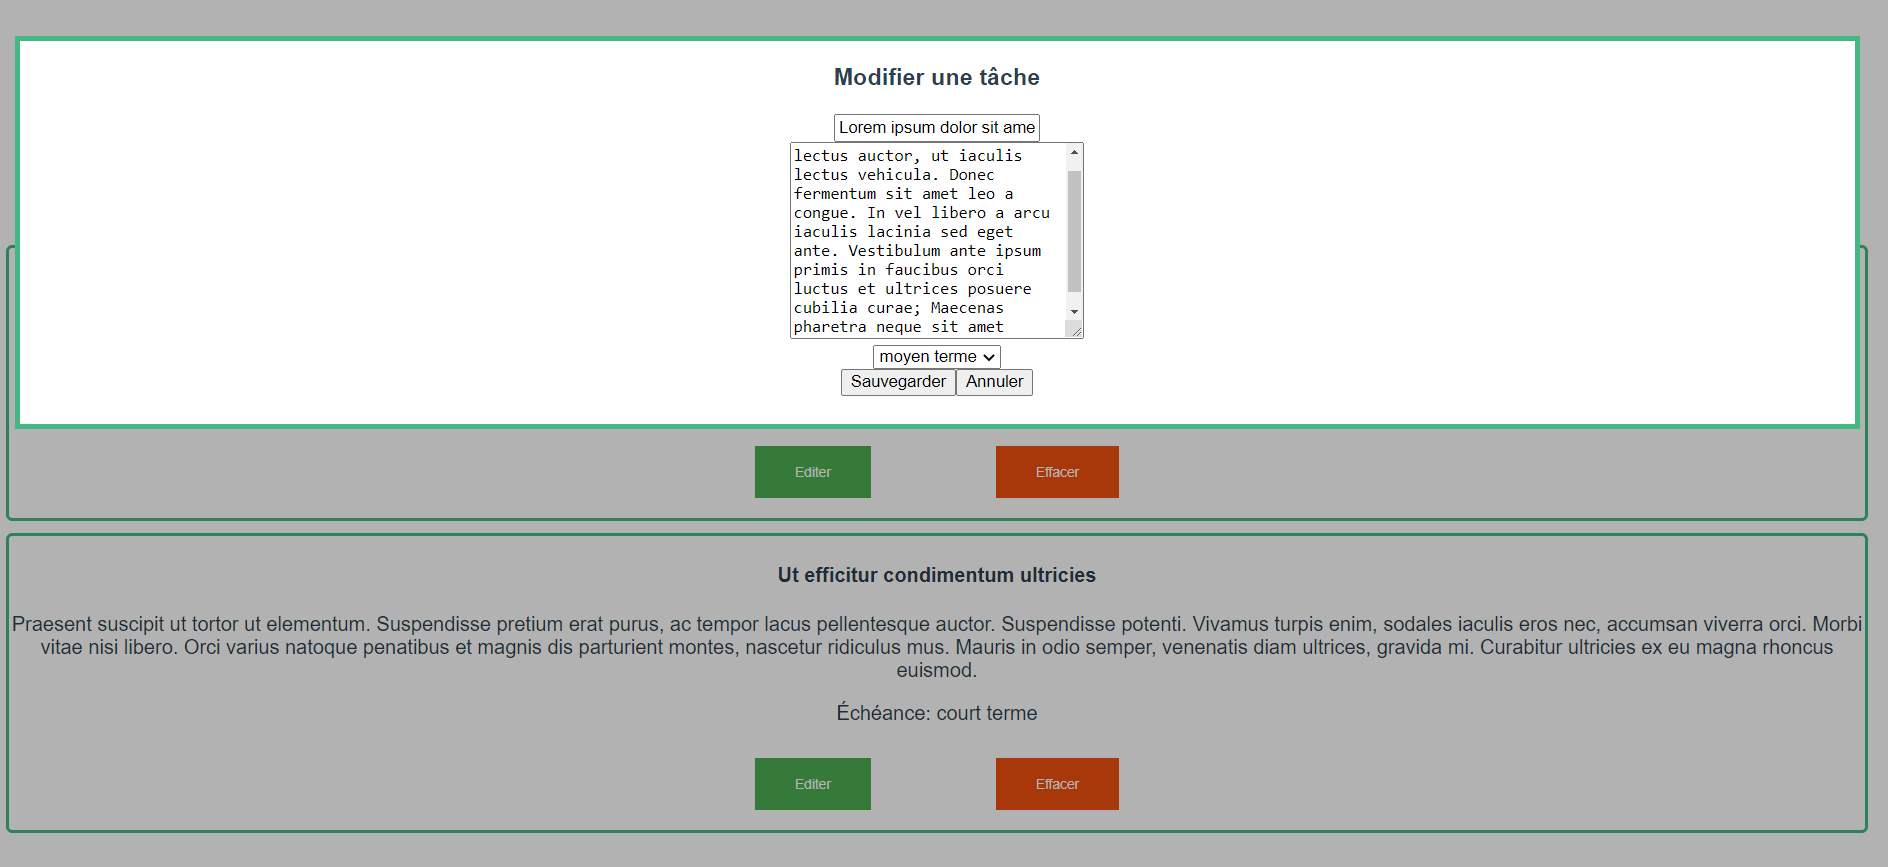 Modifier une tâche
Lorem ipsum dolor sit ame
lectus auctor, ut iaculis
lectus vehicula. Donec
fermentum sit amet leo a
congue. In vel libero a arcu
iaculis lacinia sed eget
ante. Vestibulum ante ipsum
primis in faucibus orci
luctus et ultrices posuere
cubilia curae; Maecenas
pharetra neque sit amet
moyen terme
Sauvegarder Annuler
Editer Effacer
Ut efficitur condimentum ultricies
Praesent suscipit ut tortor ut elementum. Suspendisse pretium erat purus, ac tempor lacus pellentesque auctor. Suspendisse potenti. Vivamus turpis enim, sodales iaculis eros nec, accumsan viverra orci. Morbi
vitae nisi libero. Orci varius natoque penatibus et magnis dis parturient montes, nascetur ridiculus mus. Mauris in odio semper, venenatis diam ultrices, gravida mi. Curabitur ultricies ex eu magna rhoncus
euismod.
Échéance: court terme
Editer Effacer